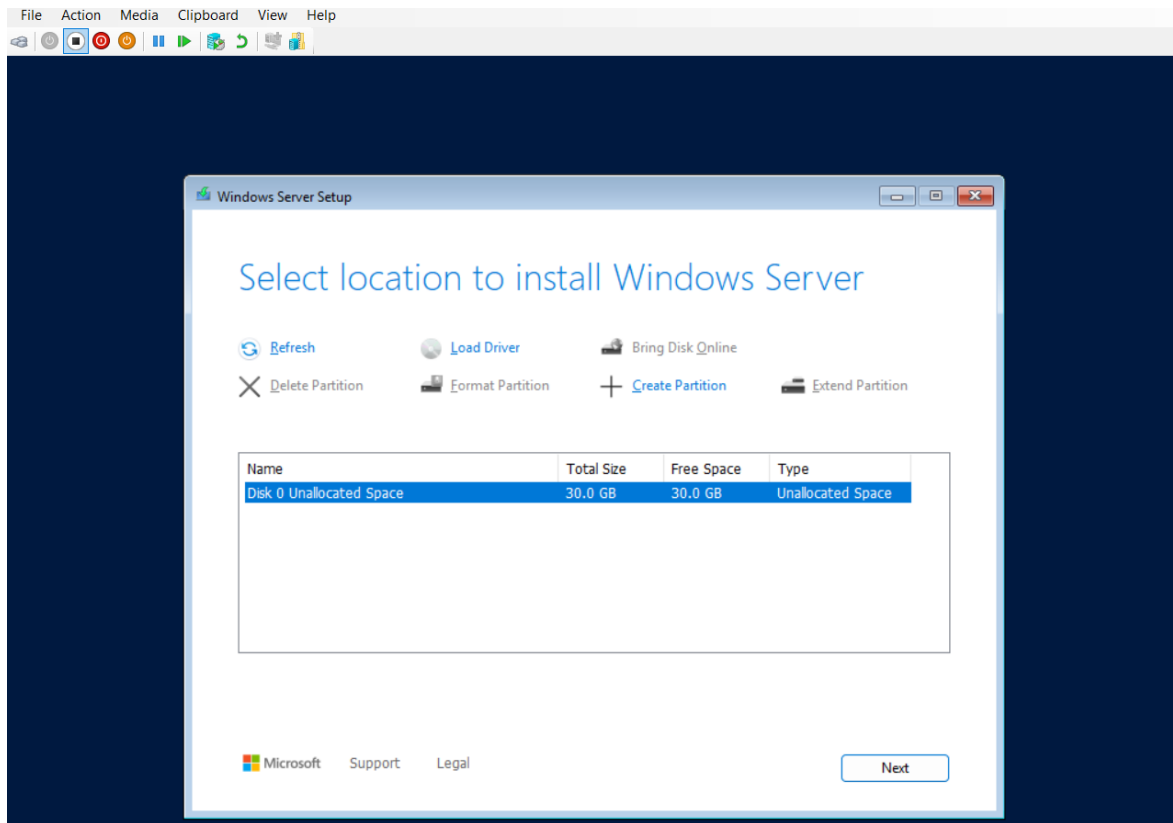 File Action Media Clipboard View Help
Windows Server Setup
Select location to install Windows Server
Refresh Load Driver Bring Disk Online
Delete Partition Format Partition Create Partition Extend Partition
Name Total Size Free Space Type
Disk 0 Unallocated Space 30.0 GB 30.0 GB Unallocated Space
Microsoft Support Legal Next